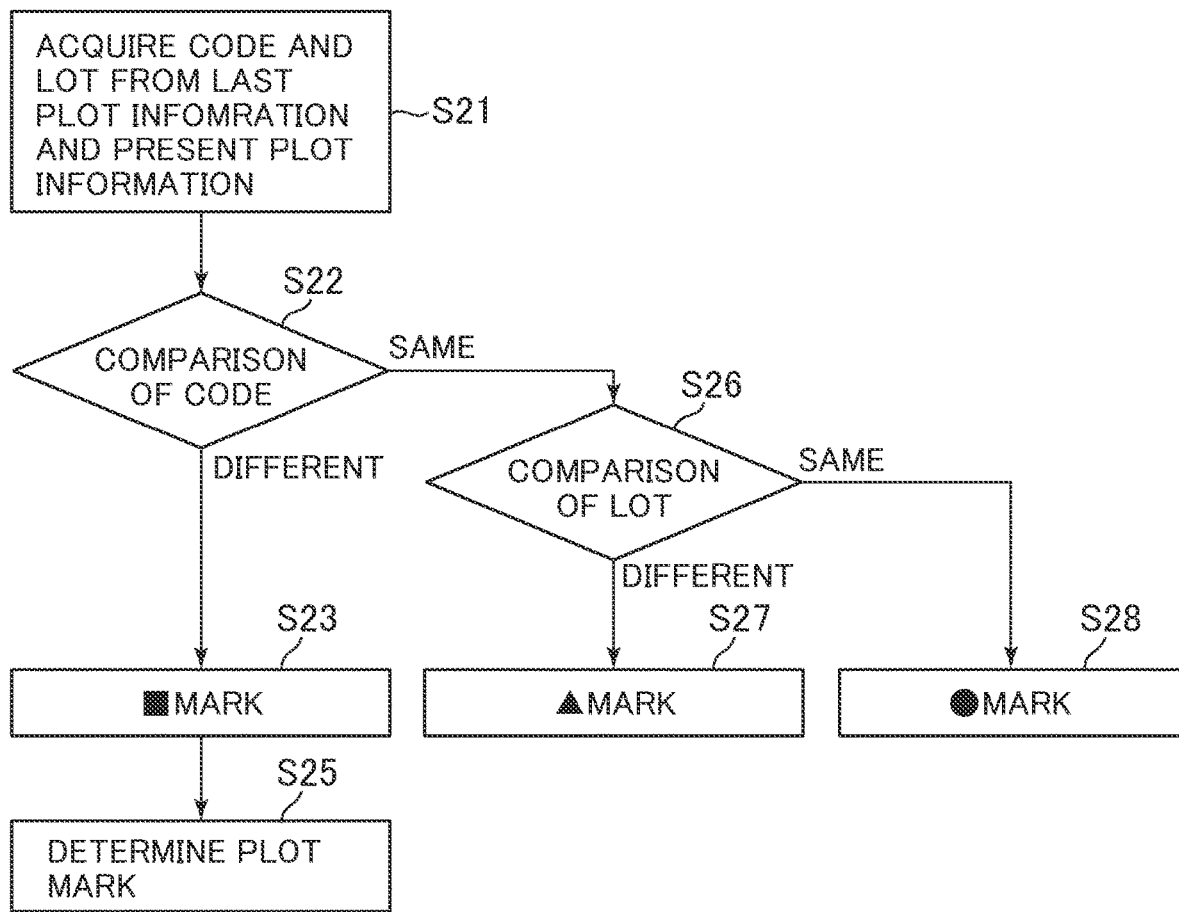 ACQUIRE CODE AND
LOT FROM LAST
PLOT INFOMRATION
AND PRESENT PLOT
INFORMATION
S21
S22
COMPARISON
OF CODE
SAME
DIFFERENT
S26
COMPARISON
OF LOT
SAME
DIFFERENT
S23
■MARK
S27
▲MARK
S28
●MARK
S25
DETERMINE PLOT
MARK